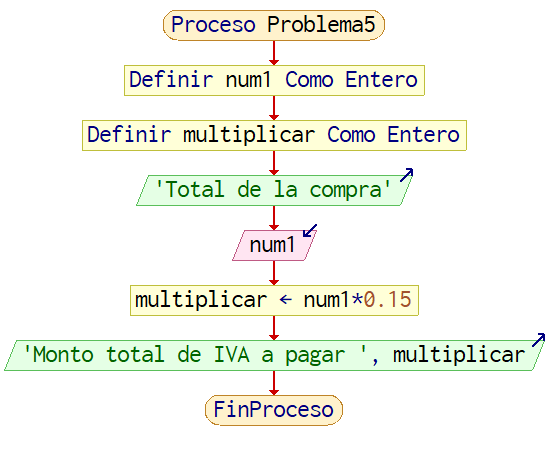 Proceso Problema5
Definir num1 Como Entero
Definir multiplicar Como Entero
'Total de la compra'
num1
multiplicar ← num1*0.15
'Monto total de IVA a pagar ', multiplicar
FinProceso